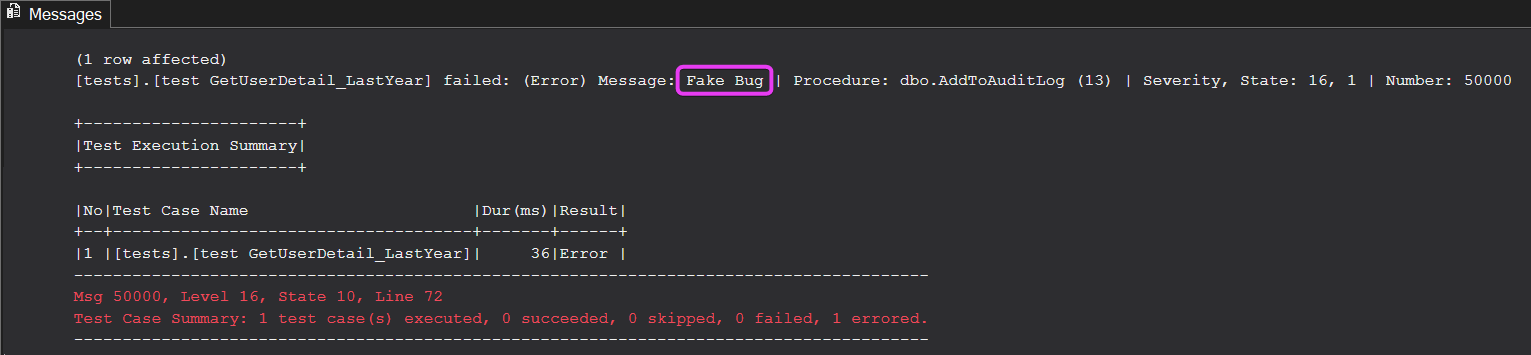 Messages
(1 row affected)
[tests].[test GetUserDetail_LastYear] failed: (Error) Message: Fake Bug | Procedure: dbo.AddToAuditLog (13) | Severity, State: 16, 1 | Number: 50000
+----------------------+
|Test Execution Summary|
+----------------------+
|No|Test Case Name                       |Dur(ms)|Result|
+--+-------------------------------------+-------+------+
|1 |[tests].[test GetUserDetail_LastYear]|     36|Error |
----------------------------------------------------------------------------------------
Msg 50000, Level 16, State 10, Line 72
Test Case Summary: 1 test case(s) executed, 0 succeeded, 0 skipped, 0 failed, 1 errored.
----------------------------------------------------------------------------------------